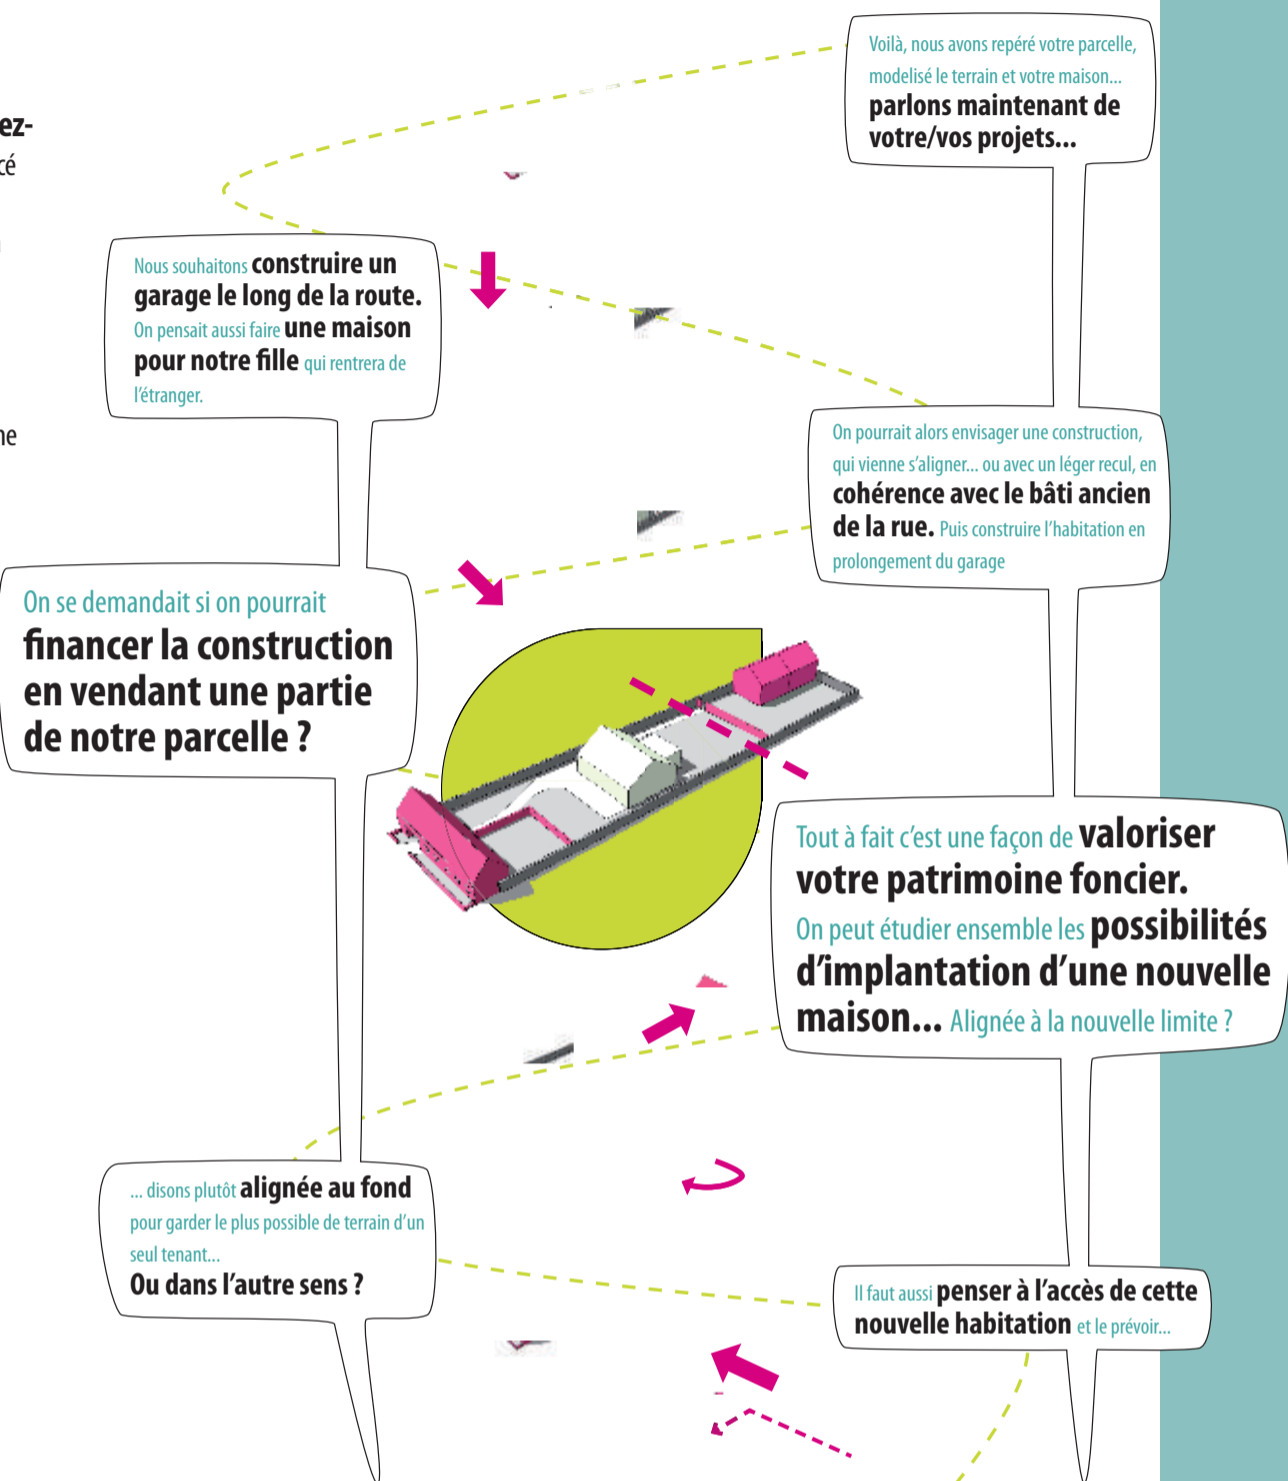 ez-
cé
ne
Voilà, nous avons repéré votre parcelle,
modelisé le terrain et votre maison...
parlons maintenant de
votre/vos projets...
Nous souhaitons construire un
garage le long de la route.
On pensait aussi faire une maison
pour notre fille qui rentrera de
l'étranger.
On pourrait alors envisager une construction,
qui vienne s'aligner... ou avec un léger recul, en
cohérence avec le bâti ancien
de la rue. Puis construire l'habitation en
prolongement du garage
On se demandait si on pourrait
financer la construction
en vendant une partie
de notre parcelle ?
Tout à fait c'est une façon de valoriser
votre patrimoine foncier.
On peut étudier ensemble les possibilités
d'implantation d'une nouvelle
maison... Alignée à la nouvelle limite ?
... disons plutôt alignée au fond
pour garder le plus possible de terrain d'un
seul tenant...
Ou dans l'autre sens ?
Il faut aussi penser à l'accès de cette
nouvelle habitation et le prévoir...